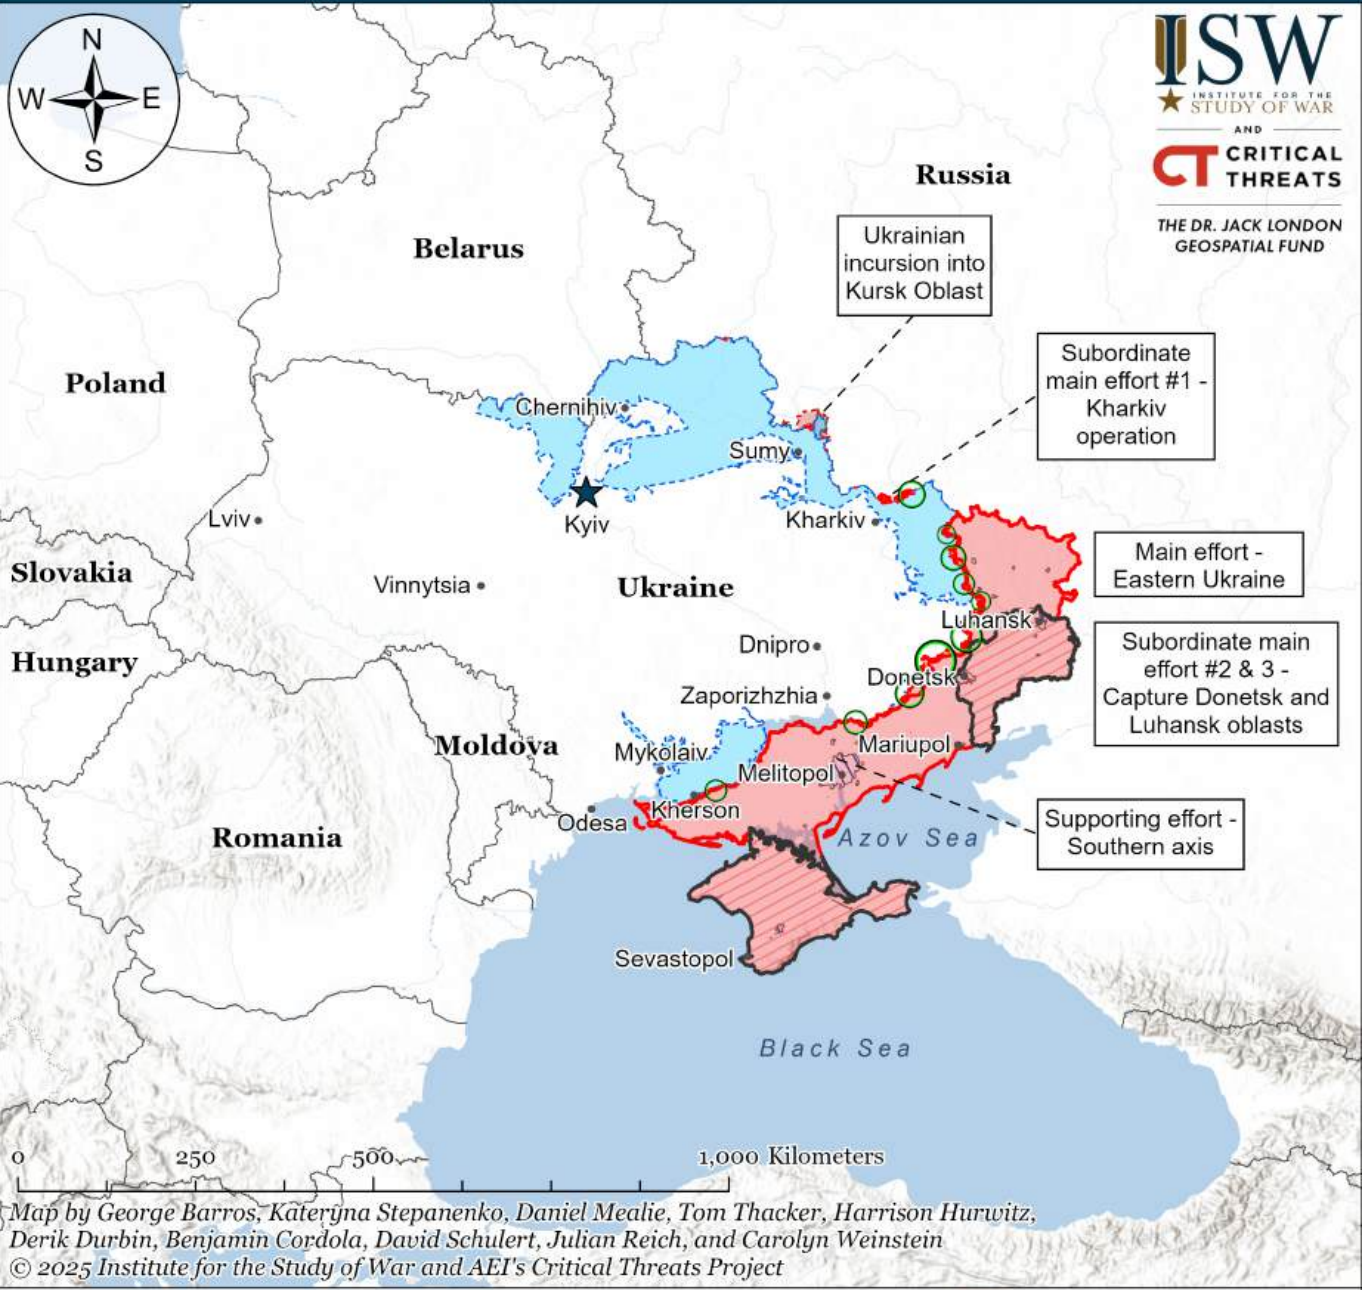 N
W E
S
ISW
INSTITUTE FOR THE
STUDY OF WAR
AND
CT CRITICAL
THREATS
THE DR. JACK LONDON
GEOSPATIAL FUND
Russia
Belarus
Poland
Ukrainian
incursion into
Kursk Oblast
Subordinate
main effort #1 -
Kharkiv
operation
Chernihiv
Sumy
Lviv
Kyiv
Kharkiv
Slovakia
Vinnytsia
Ukraine
Main effort -
Eastern Ukraine
Luhansk
Hungary
Dnipro
Donetsk
Subordinate main
effort #2 & 3 -
Capture Donetsk and
Luhansk oblasts
Zaporizhzhia
Moldova
Mykolaiv
Mariupol
Melitopol
Kherson
Odesa
Romania
Azov Sea
Supporting effort -
Southern axis
Sevastopol
Black Sea
0 250 500 1,000 Kilometers
Map by George Barros, Kateryna Stepanenko, Daniel Mealie, Tom Thacker, Harrison Hurwitz,
Derik Durbin, Benjamin Cordola, David Schulert, Julian Reich, and Carolyn Weinstein
© 2025 Institute for the Study of War and AEI's Critical Threats Project